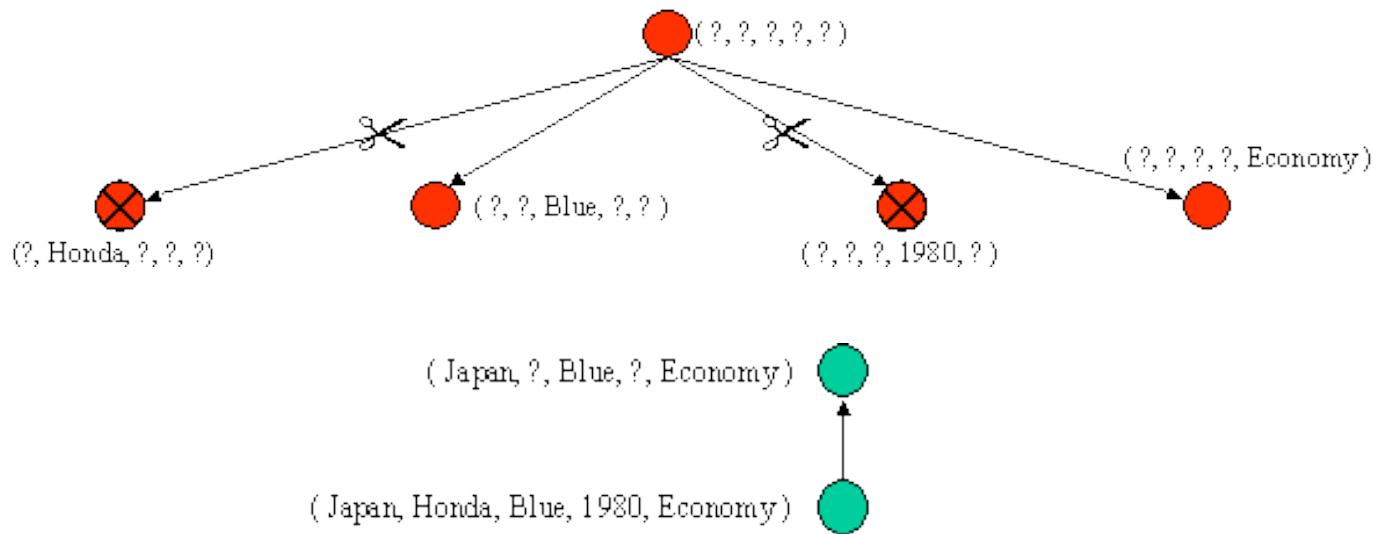 ( ?, ?, ?, ?, ? )
( ?, ?, ?, ?, Economy )
( ?, ?, Blue, ?, ? )
(?, Honda, ?, ?, ?)
( ?, ?, ?, 1980, ? )
( Japan, ?, Blue, ?, Economy )
( Japan, Honda, Blue, 1980, Economy )